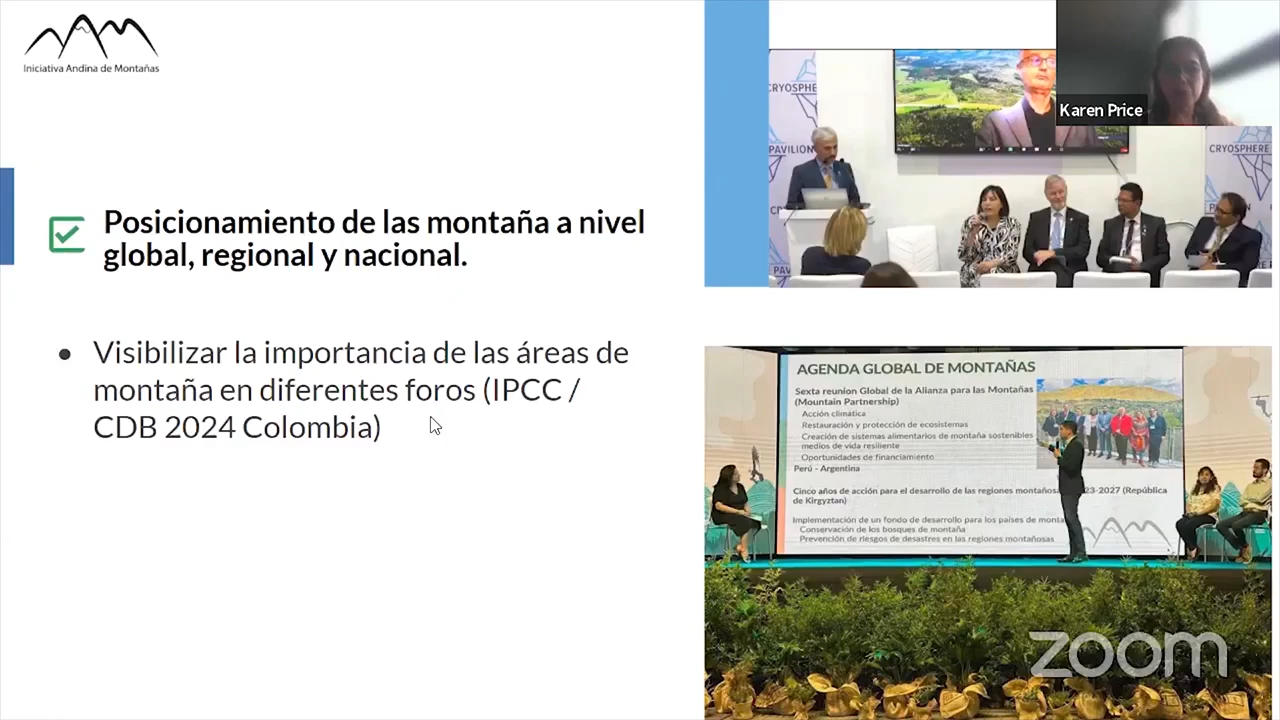 Iniciativa Andina de Montañas
Posicionamiento de las montaña a nivel
global, regional y nacional.
Visibilizar la importancia de las áreas de
montaña en diferentes foros (IPCC /
CDB 2024 Colombia)
CRYOSPHE
PAVILION
CRYOSPHERE
Karen Price
AGENDA GLOBAL DE MONTAÑAS
Sexta reunion Global de la Alianza para las Montañas
(Mountain Partnership)
Acción climática
Restauración y protección de ecosistemas
Creación de sistemas alimentarios de montaña sostenibles
medios de vida resiliente
Oportunidades de financiamiento
Perú - Argentina
Cinco años de acción para el desarrollo de las regiones montañosa 23-2027 (República
de Kirgyztan)
Implementación de un fondo de desarrollo para los países de monta
Conservación de los bosques de montaña
Prevención de riesgos de desastres en las regiones montañosas
zoom